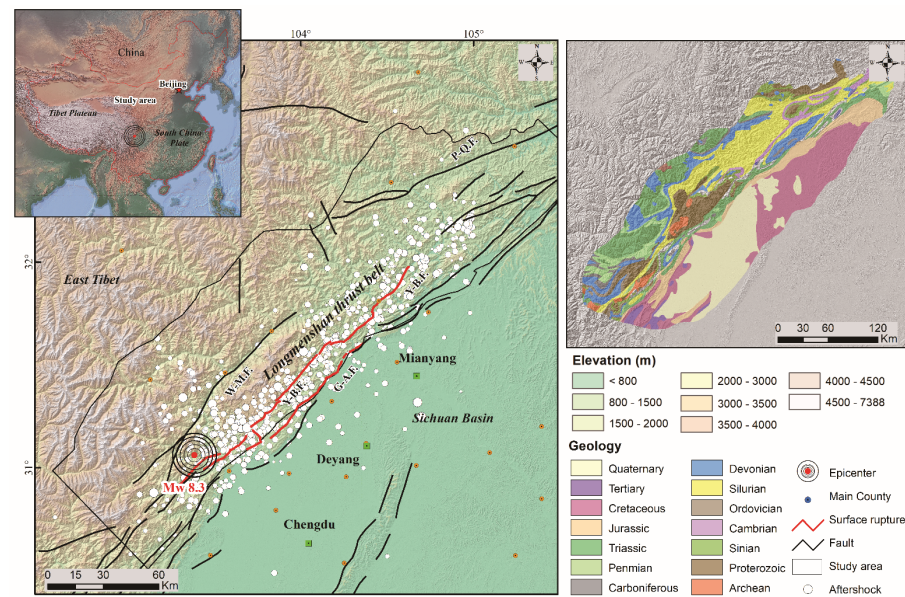 China
Beijing
Study area
Tibet Plateau
South China
Plate
104°
105°
N
W
E
S
P-Q.F.
32°
East Tibet
Longmenshan thrust belt
Y-B.F.
W-M.F.
Y-B.F.
G-A.F.
Mianyang
Sichuan Basin
31°
Deyang
Mw 8.3
Chengdu
0 15 30 60
Km
N
W
E
S
0 30 60 120
Km
Elevation (m)
< 800
800 - 1500
1500 - 2000
2000 - 3000
3000 - 3500
3500 - 4000
4000 - 4500
4500 - 7388
Geology
Quaternary
Tertiary
Cretaceous
Jurassic
Triassic
Penmian
Carboniferous
Devonian
Silurian
Ordovician
Cambrian
Sinian
Proterozoic
Archean
Epicenter
Main County
Surface rupture
Fault
Study area
Aftershock